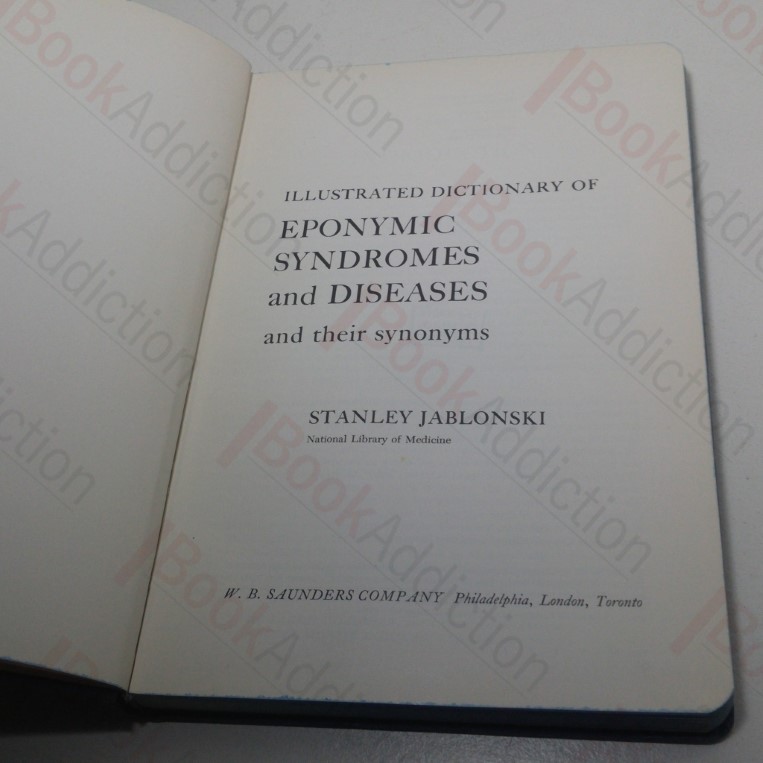 ILLUSTRATED DICTIONARY OF
EPONYMIC
SYNDROMES
and DISEASES
and their synonyms
STANLEY JABLONSKI
National Library of Medicine
W. B. SAUNDERS COMPANY Philadelphia, London, Toronto
BookAddiction